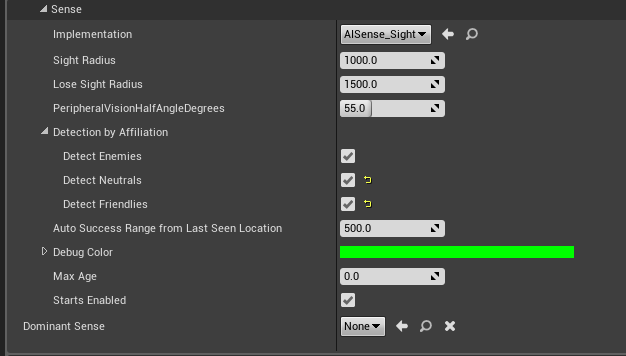 Sense
Implementation AISense_Sight
Sight Radius 1000.0
Lose Sight Radius 1500.0
PeripheralVisionHalfAngleDegrees 55.0
Detection by Affiliation
Detect Enemies
Detect Neutrals
Detect Friendlies
Auto Success Range from Last Seen Location 500.0
Debug Color
Max Age 0.0
Starts Enabled
Dominant Sense None